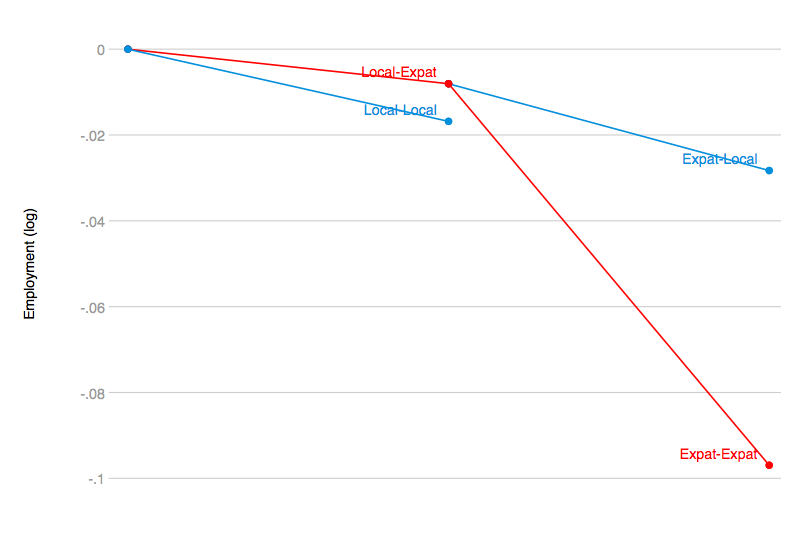 0
Local-Expat
Local-Local
-.02
Expat-Local
-.04
Employment (log)
-.06
-.08
Expat-Expat
-.1